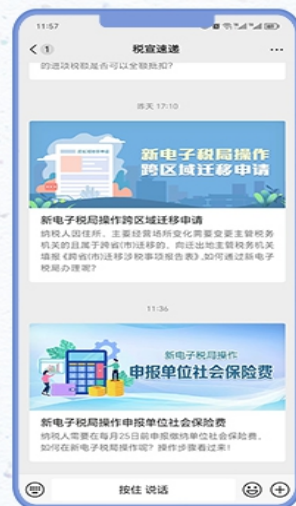 11:57
1
税宣速递
的进项税额是否可以全额抵扣?
昨天 17:10
新电子税局操作
跨区域迁移申请
新电子税局操作跨区域迁移申请
纳税人因住所、主要经营场所变化需要变更主管税务
机关的且属于跨省(市)迁移的，向迁出地主管税务机关
填报《跨省(市)迁移涉税事项报告表》,如何通过新电子
税局办理呢？
11:36
新电子税局操作
申报单位社会保险费
新电子税局操作申报单位社会保险费
纳税人需要在每月25日前申报缴纳单位社会保险费，
如何在新电子税局操作呢？操作步骤看过来！
按住 说话